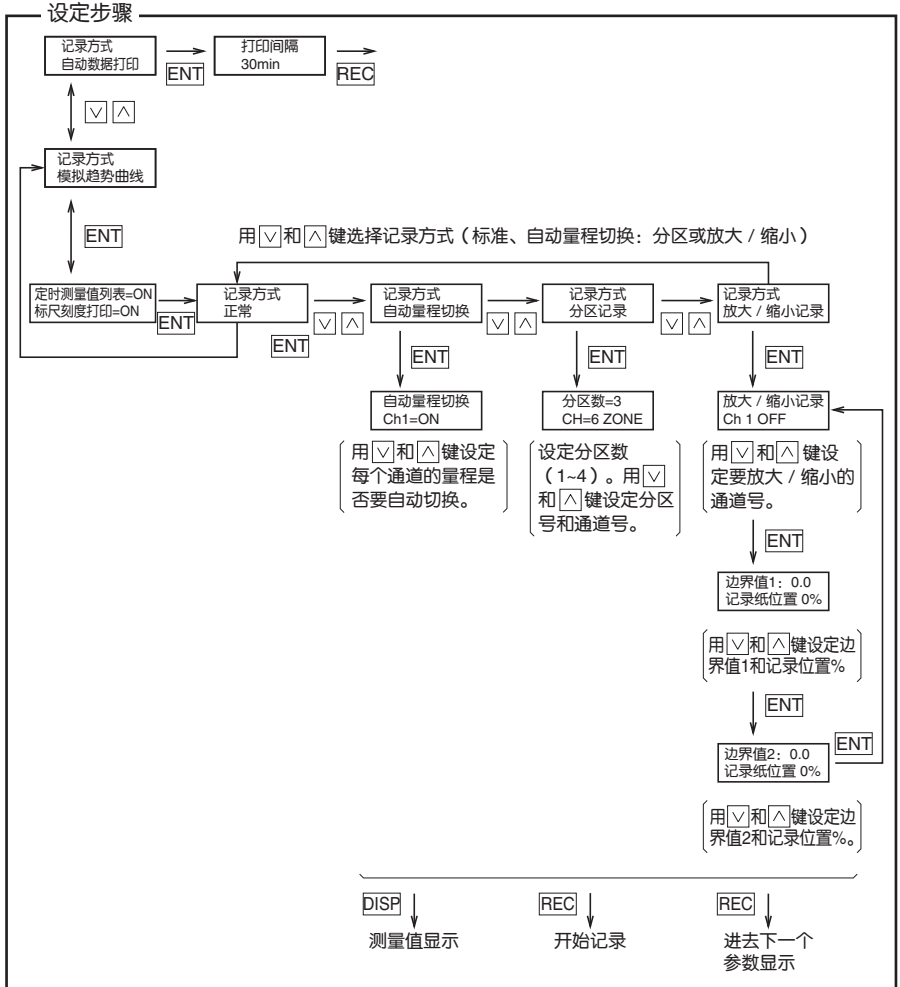 设定步骤
记录方式
自动数据打印
ENT
打印间隔
30min
REC
∨ ∧
记录方式
模拟趋势曲线
ENT
用∨和∧键选择记录方式（标准、自动量程切换：分区或放大 / 缩小）
定时测量值列表=ON
标尺刻度打印=ON
ENT
记录方式
正常
ENT
∨ ∧
记录方式
自动量程切换
∨ ∧
记录方式
分区记录
∨ ∧
记录方式
放大 / 缩小记录
ENT
ENT
ENT
自动量程切换
Ch1=ON
分区数=3
CH=6 ZONE
放大 / 缩小记录
Ch 1 OFF
用∨和∧键设定
每个通道的量程是
否要自动切换。
设定分区数
（1~4）。用∨
和∧键设定分区
号和通道号。
用∨和∧键设
定要放大 / 缩小的
通道号。
ENT
边界值1：0.0
记录纸位置 0%
用∨和∧键设定边
界值1和记录位置%
ENT
边界值2：0.0
记录纸位置 0%
ENT
用∨和∧键设定边
界值2和记录位置%。
DISP
测量值显示
REC
开始记录
REC
进去下一个
参数显示